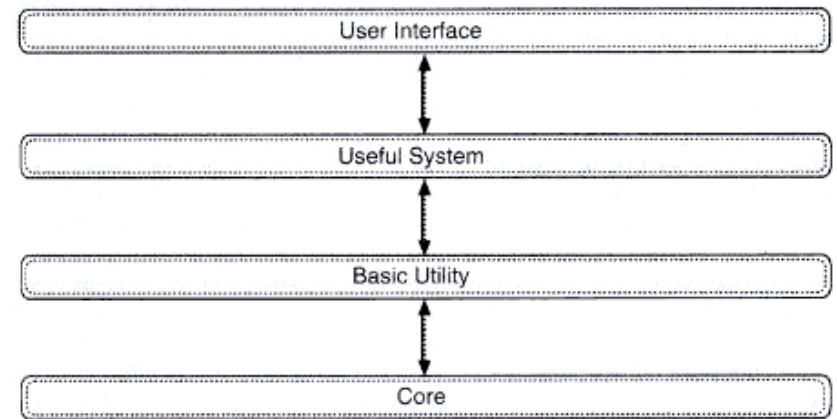 User Interface
Useful System
Basic Utility
Core